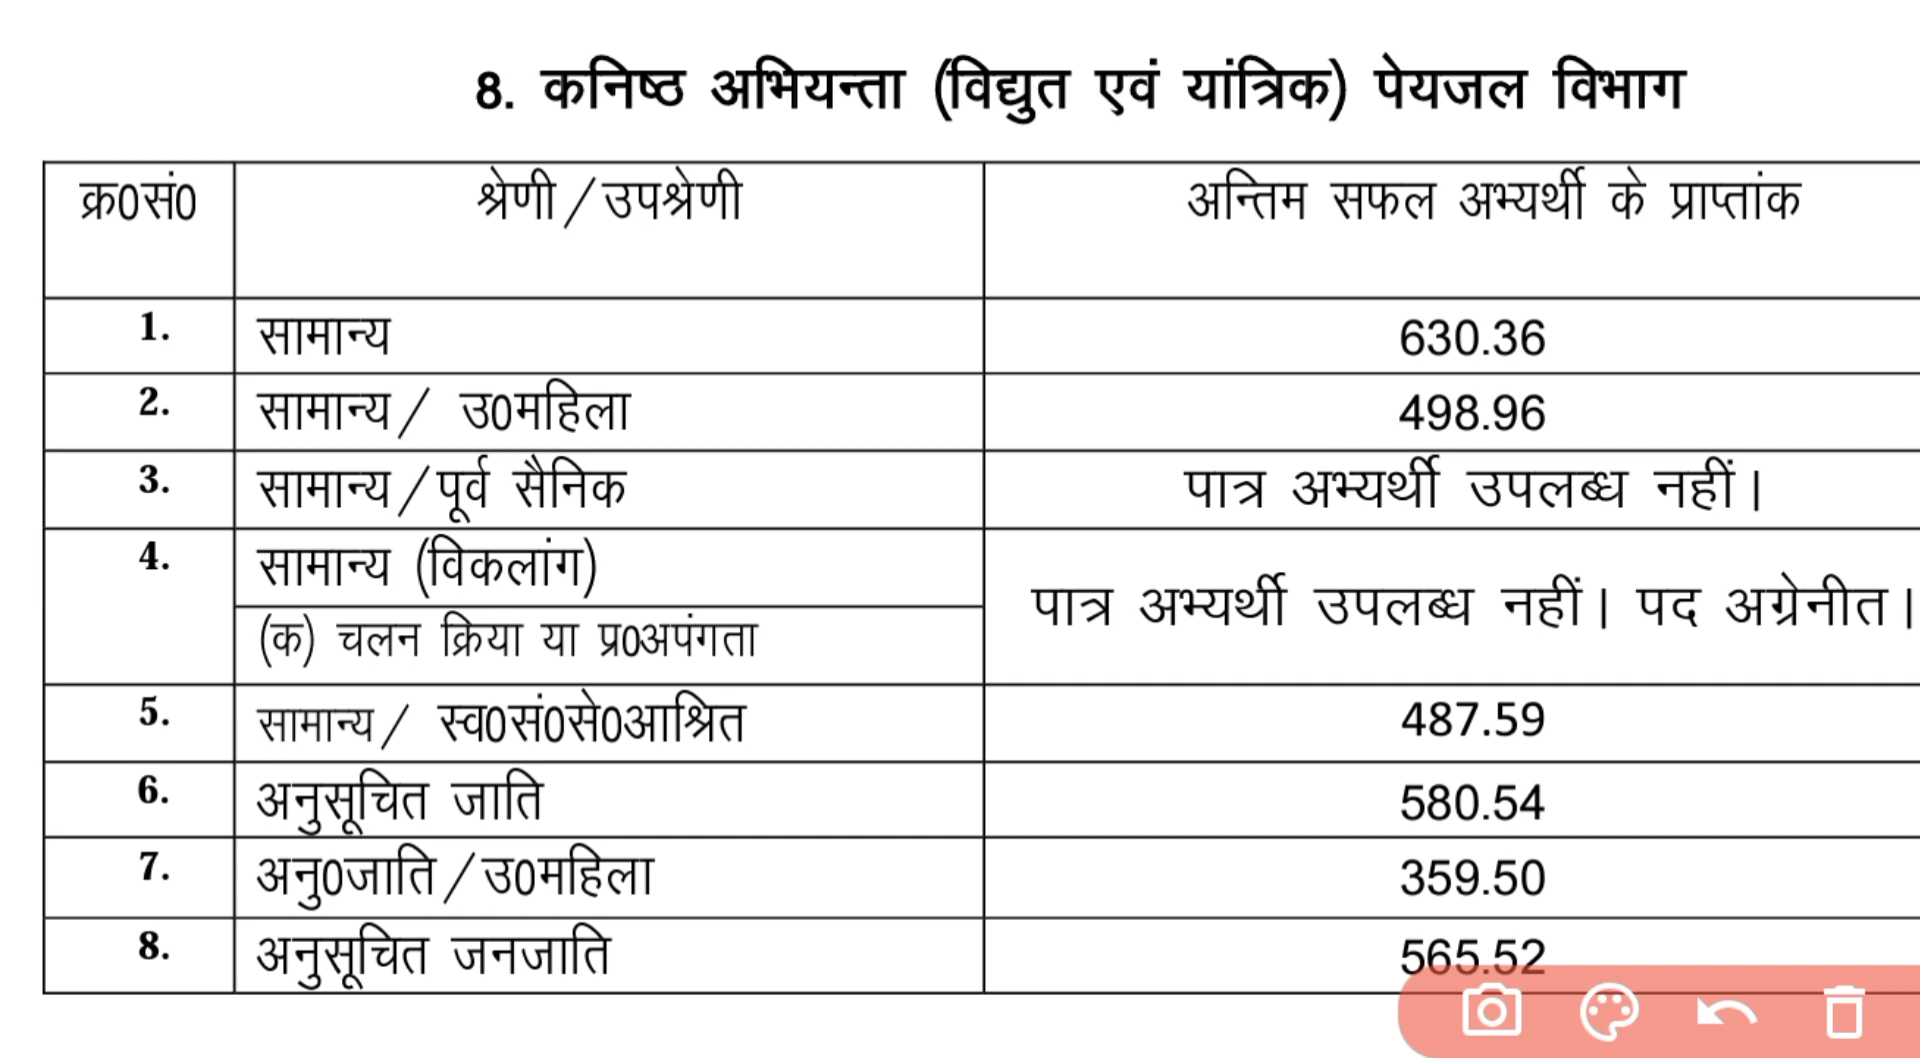 8. कनिष्ठ अभियन्ता (विद्युत एवं यांत्रिक) पेयजल विभाग
क्र0सं0 श्रेणी/उपश्रेणी अन्तिम सफल अभ्यर्थी के प्राप्तांक
1. सामान्य 630.36
2. सामान्य/ उ0महिला 498.96
3. सामान्य/पूर्व सैनिक पात्र अभ्यर्थी उपलब्ध नहीं।
4. सामान्य (विकलांग)
(क) चलन क्रिया या प्र0अपंगता
पात्र अभ्यर्थी उपलब्ध नहीं। पद अग्रेनीत।
5. सामान्य/ स्व0सं0से0आश्रित 487.59
6. अनुसूचित जाति 580.54
7. अनु0जाति/उ0महिला 359.50
8. अनुसूचित जनजाति 565.52